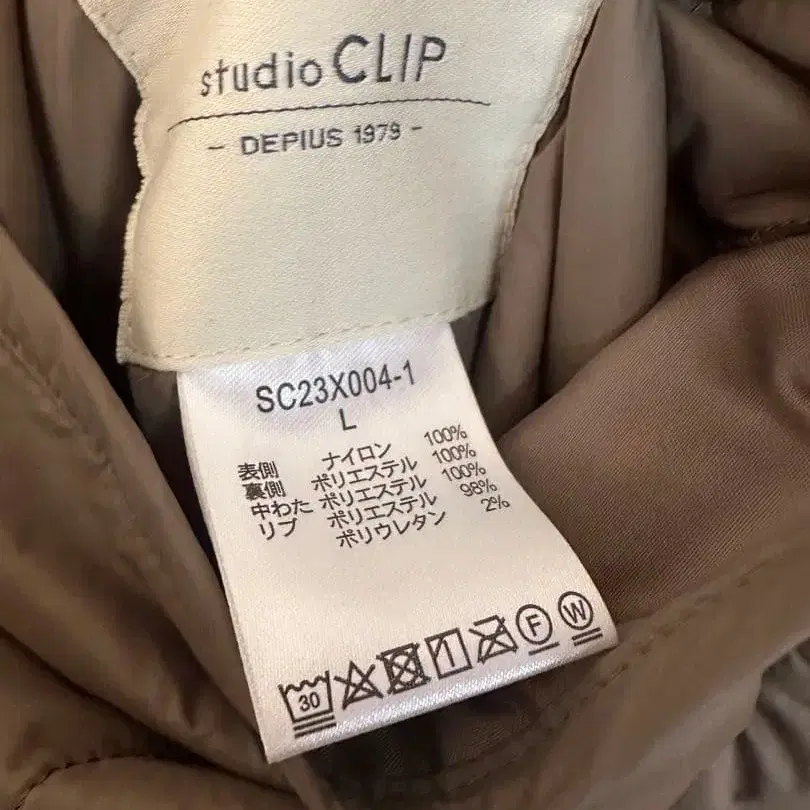 studio CLIP
- DEPIUS 1979 -
SC23X004-1
L
表側 ナイロン 100%
裏側 ポリエステル 100%
中わた ポリエステル 100%
リブ ポリエステル 98%
ポリウレタン 2%
30 F W